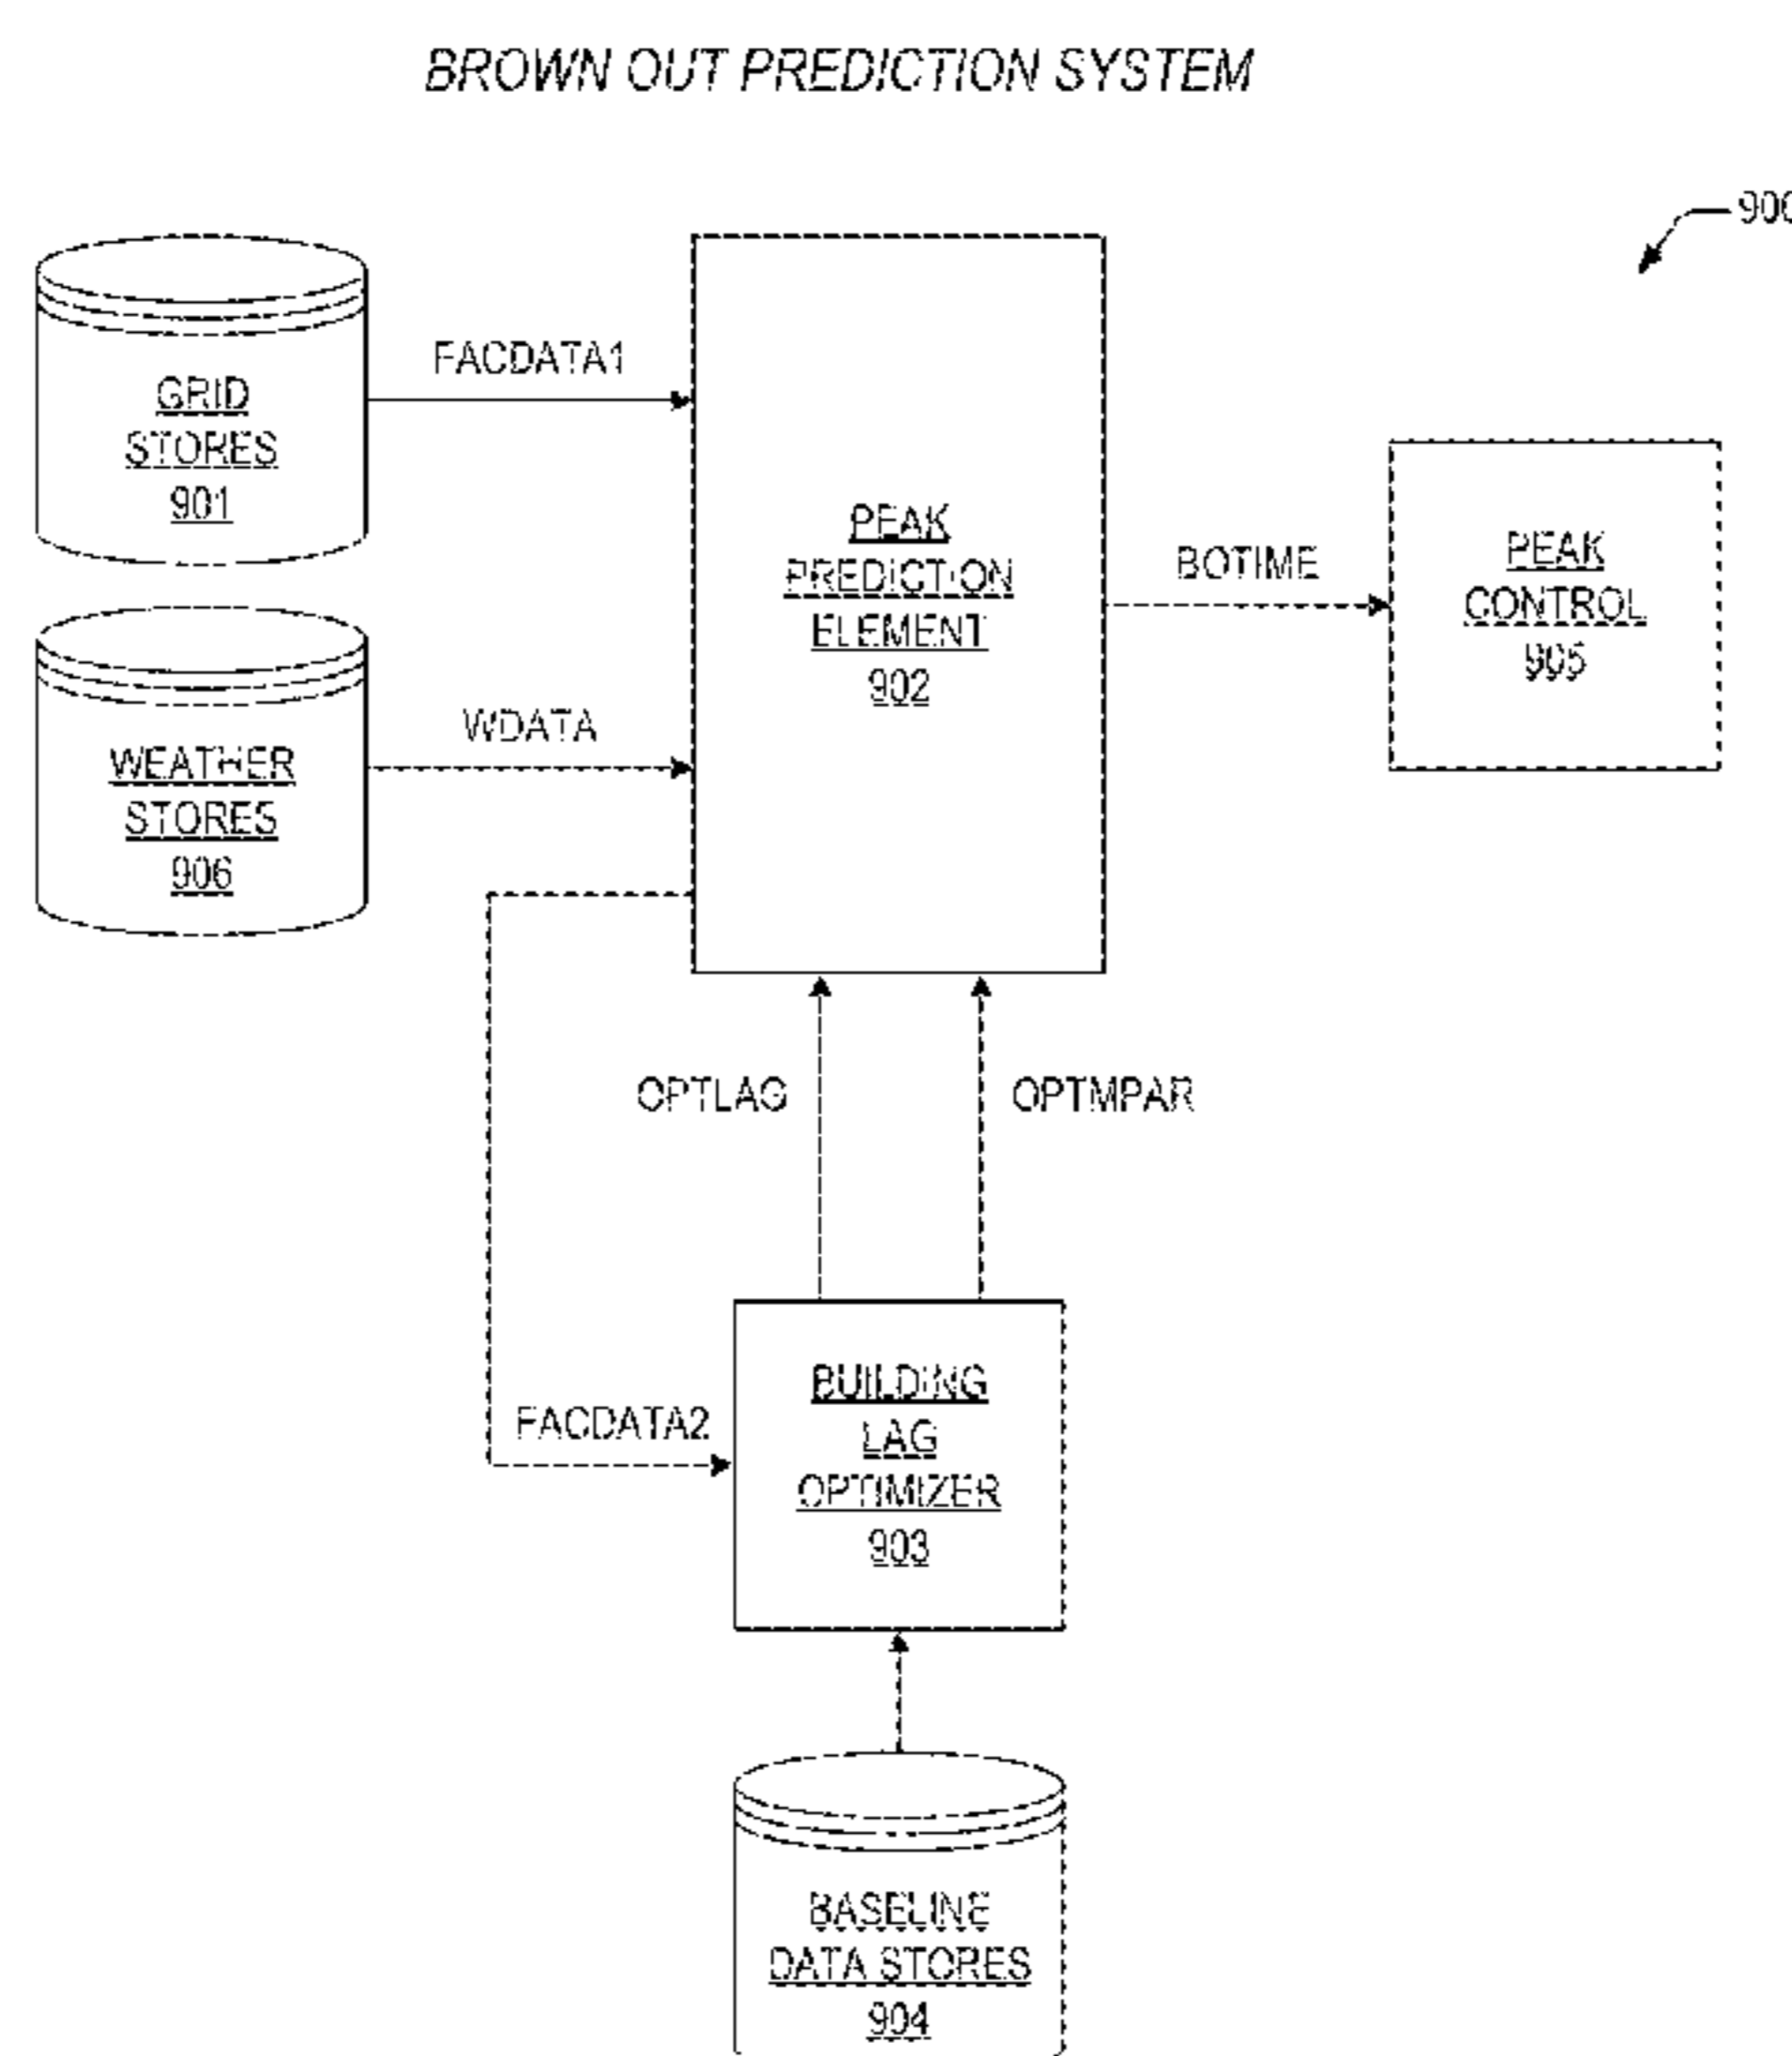 BROWN OUT PREDICTION SYSTEM
900
GRID
STORES
901
FACDATA1
PEAK
PREDICTION
ELEMENT
902
BOTIME
PEAK
CONTROL
905
WEATHER
STORES
906
WDATA
OPTLAG
OPTMPAR
FACDATA2
BUILDING
LAG
OPTIMIZER
903
BASELINE
DATA STORES
904